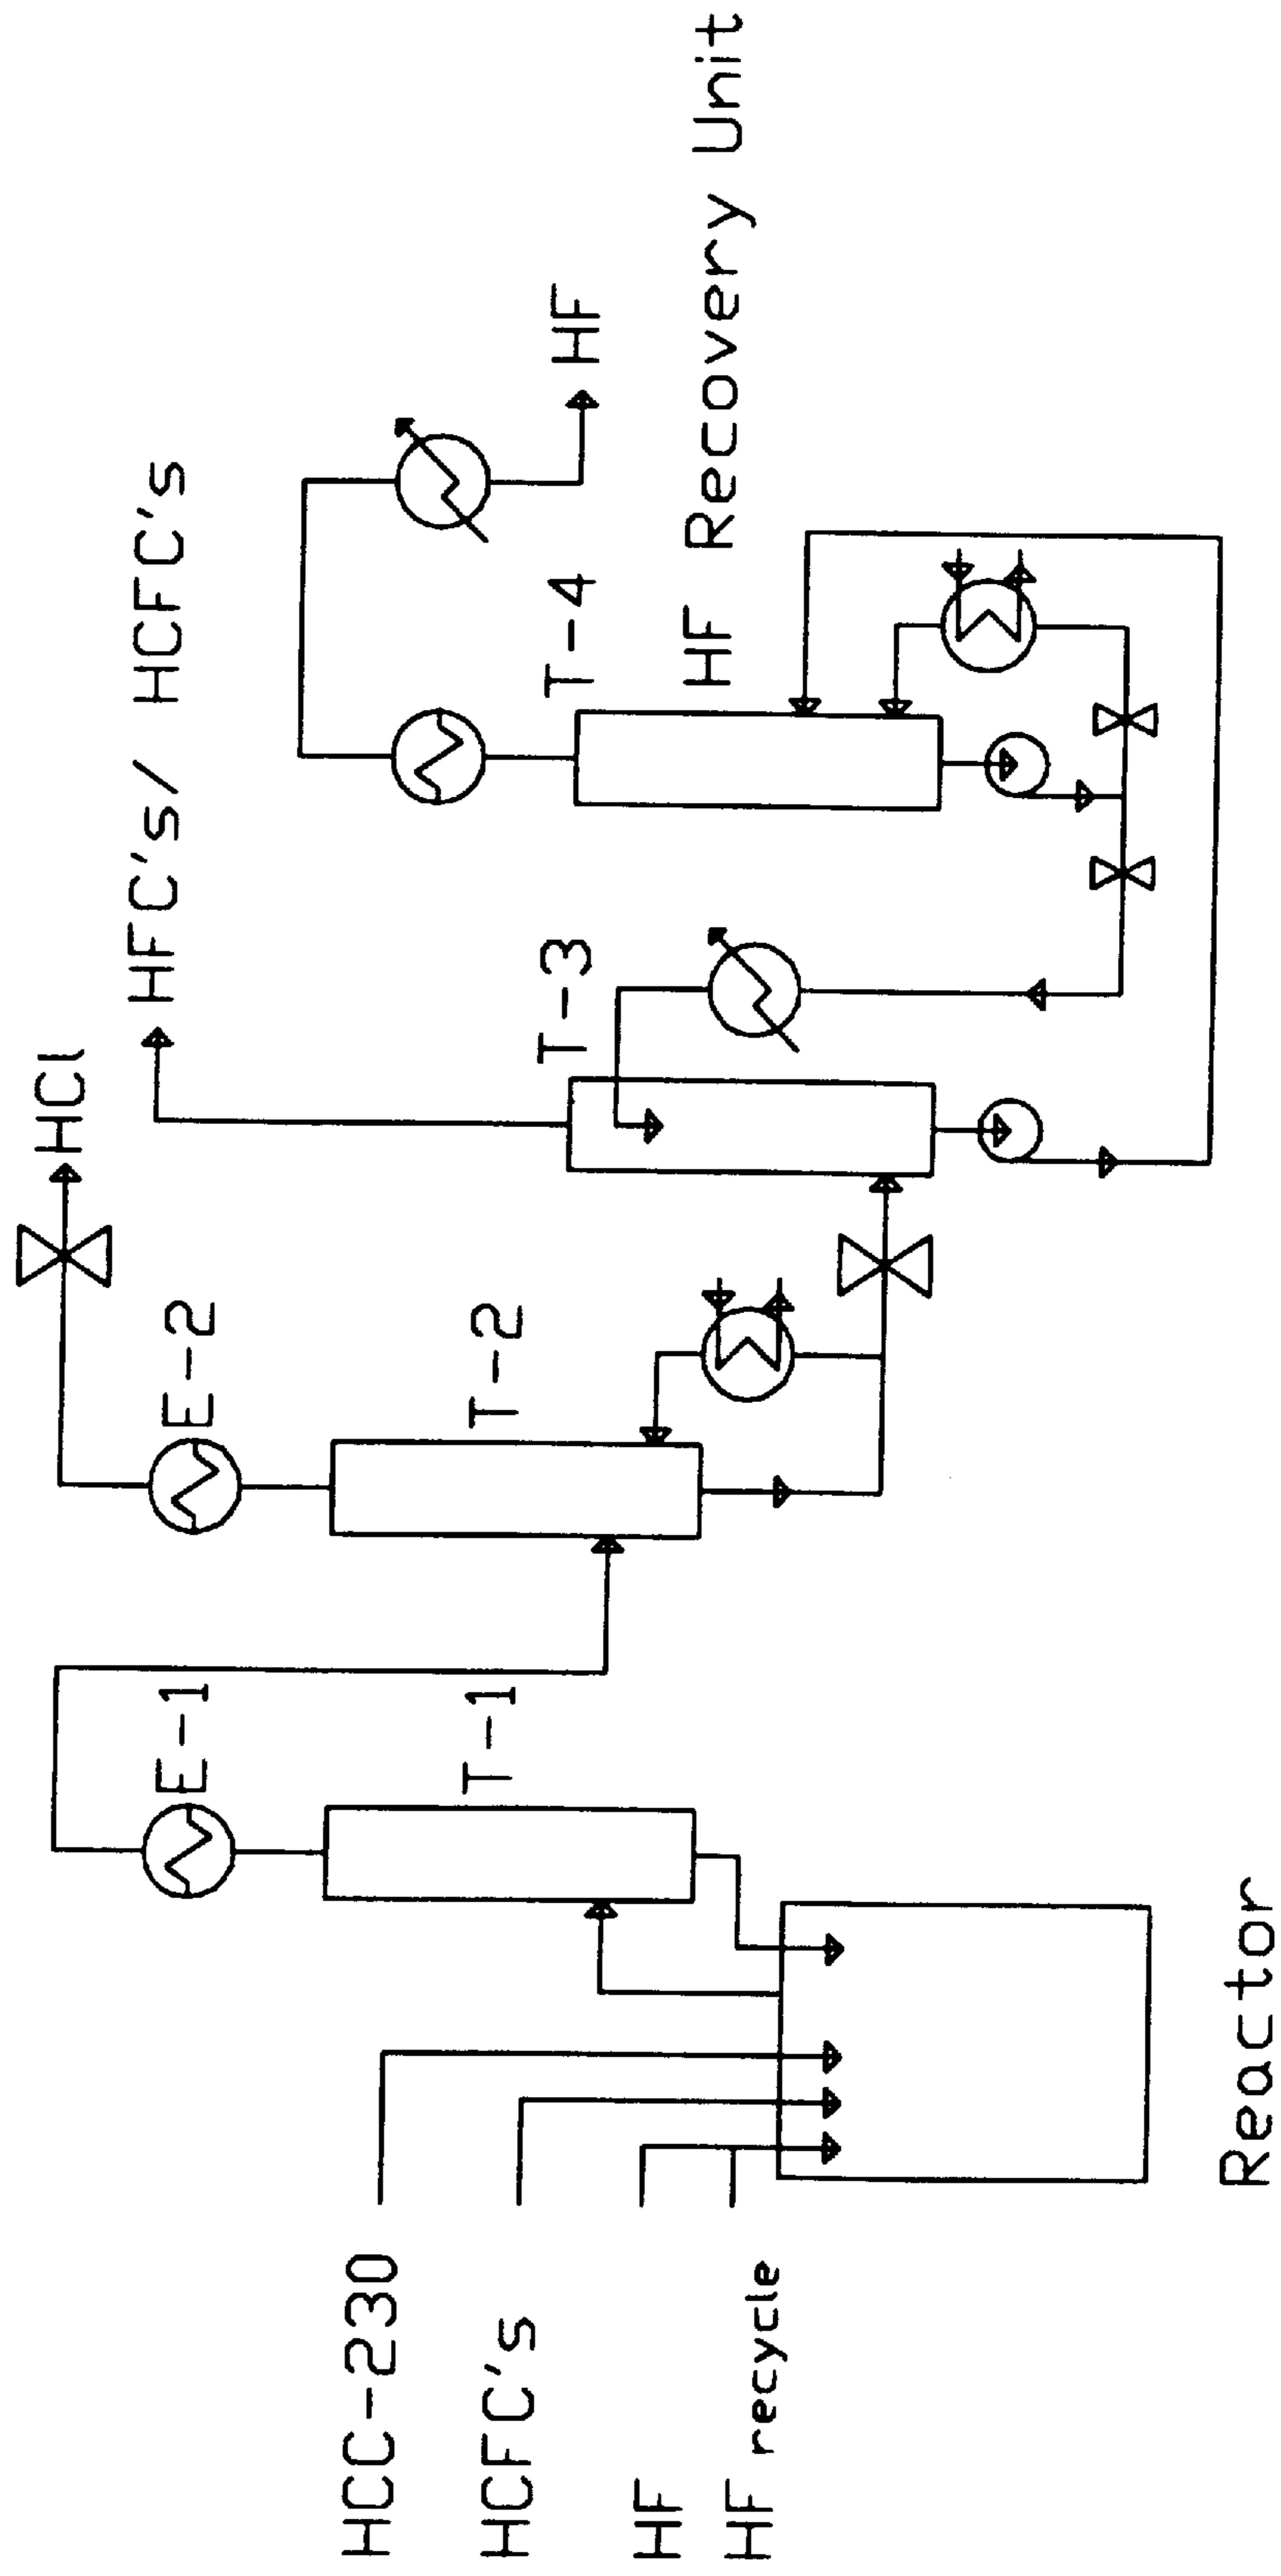 HCl
HFC's/ HCFC's
E-1
E-2
HF
T-1
T-2
T-3
T-4
HF Recovery Unit
HCC-230
HCFC's
HF
HF recycle
Reactor